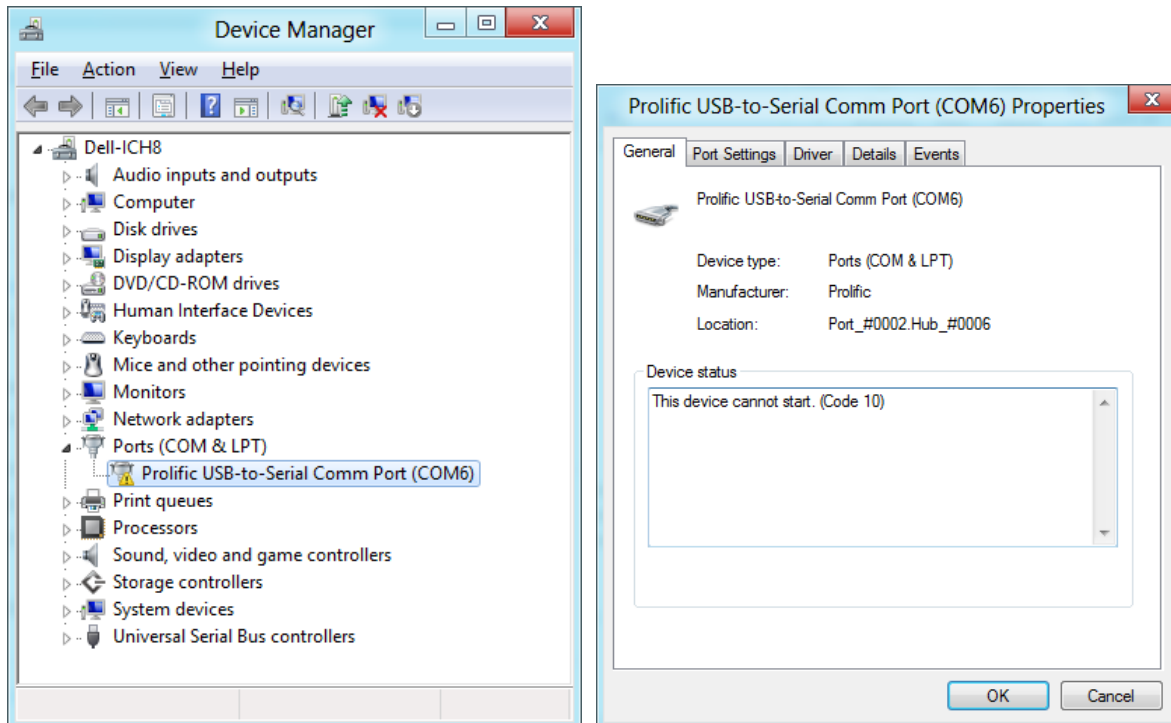 Device Manager
File Action View Help
Dell-ICH8
Audio inputs and outputs
Computer
Disk drives
Display adapters
DVD/CD-ROM drives
Human Interface Devices
Keyboards
Mice and other pointing devices
Monitors
Network adapters
Ports (COM & LPT)
Prolific USB-to-Serial Comm Port (COM6)
Print queues
Processors
Sound, video and game controllers
Storage controllers
System devices
Universal Serial Bus controllers
Prolific USB-to-Serial Comm Port (COM6) Properties
General Port Settings Driver Details Events
Prolific USB-to-Serial Comm Port (COM6)
Device type: Ports (COM & LPT)
Manufacturer: Prolific
Location: Port_#0002.Hub_#0006
Device status
This device cannot start. (Code 10)
OK Cancel